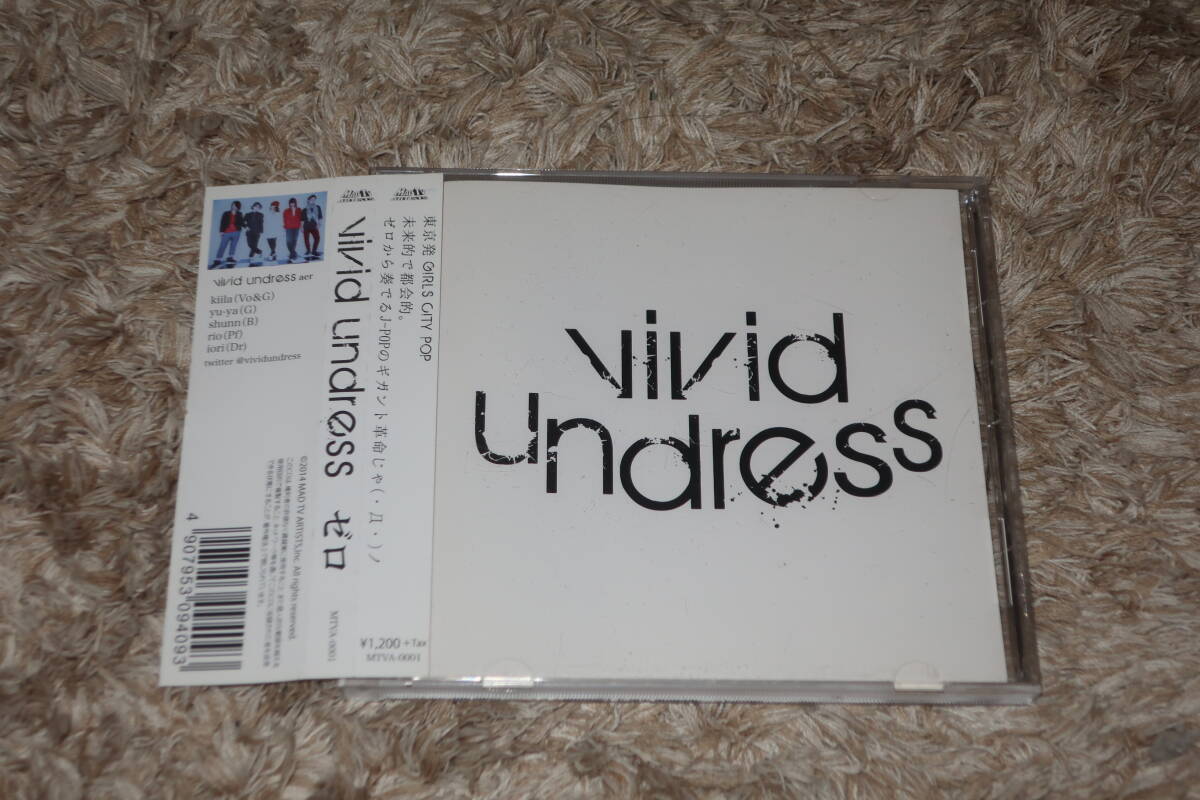 vivid undress aer
kiila(Vo&G)
yu-ya(G)
shunn(B)
rio(Pf)
iori(Dr)
twitter @vividundress
©2014 MAD TV ARTISTS,Inc. All rights reserved.
4 907953 094093
vivid undress ゼロ
MTVA-0001
東京発 GIRLS CITY POP
未来的で都会的。
ゼロから奏でるJ-POPのギガント革命じゃ(・Д・)ノ
¥1,200 +Tax
MTVA-0001
vivid
undress